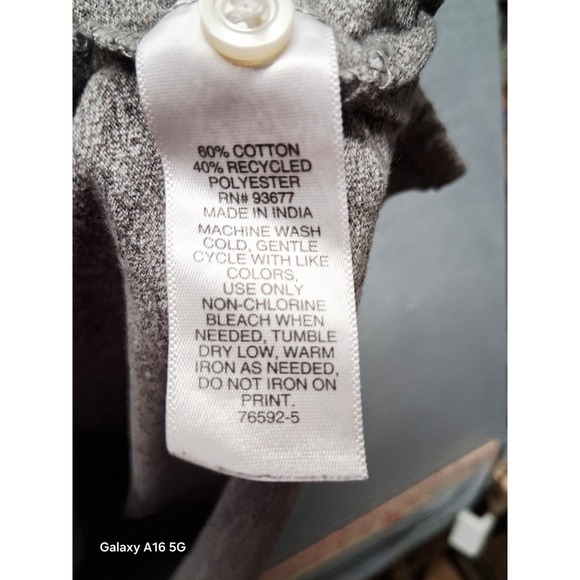 60% COTTON
40% RECYCLED
POLYESTER
RN# 93677
MADE IN INDIA
MACHINE WASH
COLD, GENTLE
CYCLE WITH LIKE
COLORS,
USE ONLY
NON-CHLORINE
BLEACH WHEN
NEEDED, TUMBLE
DRY LOW, WARM
IRON AS NEEDED,
DO NOT IRON ON
PRINT.
76592-5
Galaxy A16 5G